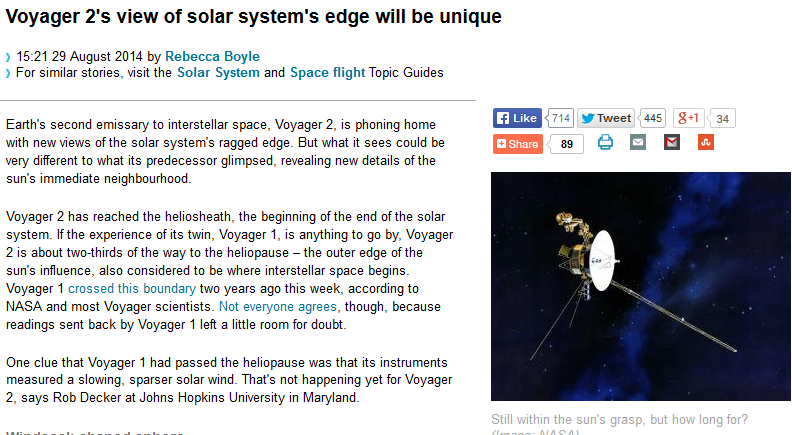 Voyager 2's view of solar system's edge will be unique
15:21 29 August 2014 by Rebecca Boyle
For similar stories, visit the Solar System and Space flight Topic Guides
Earth's second emissary to interstellar space, Voyager 2, is phoning home
with new views of the solar system's ragged edge. But what it sees could be
very different to what its predecessor glimpsed, revealing new details of the
sun's immediate neighbourhood.
Voyager 2 has reached the heliosheath, the beginning of the end of the solar
system. If the experience of its twin, Voyager 1, is anything to go by, Voyager
2 is about two-thirds of the way to the heliopause – the outer edge of the
sun's influence, also considered to be where interstellar space begins.
Voyager 1 crossed this boundary two years ago this week, according to
NASA and most Voyager scientists. Not everyone agrees, though, because
readings sent back by Voyager 1 left a little room for doubt.
One clue that Voyager 1 had passed the heliopause was that its instruments
measured a slowing, sparser solar wind. That's not happening yet for Voyager
2, says Rob Decker at Johns Hopkins University in Maryland.
Like 714 Tweet 445 g+1 34
Share 89
Still within the sun's grasp, but how long for?
(Image: NASA)